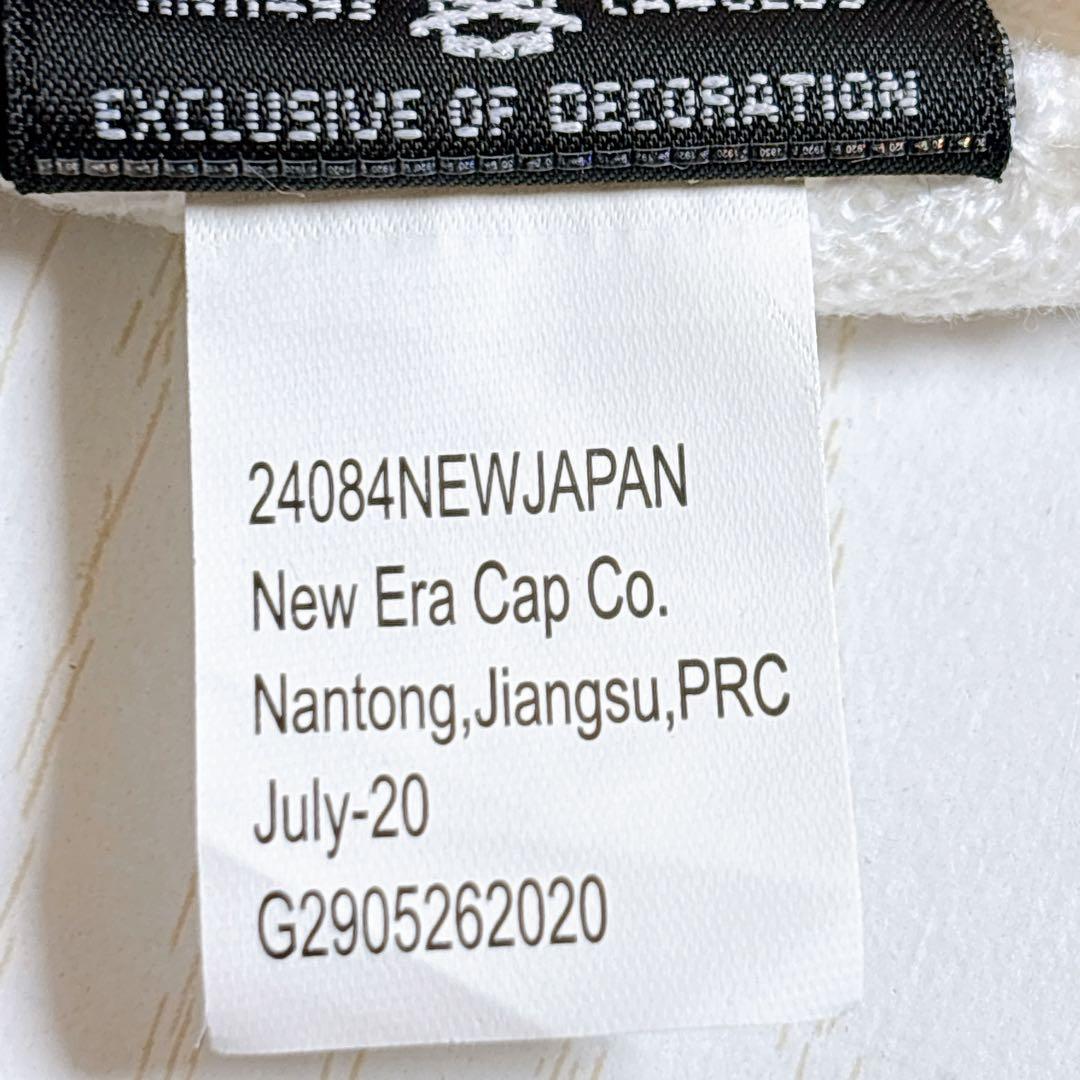 EXCLUSIVE OF DECORATION
24084NEWJAPAN
New Era Cap Co.
Nantong,Jiangsu,PRC
July-20
G2905262020